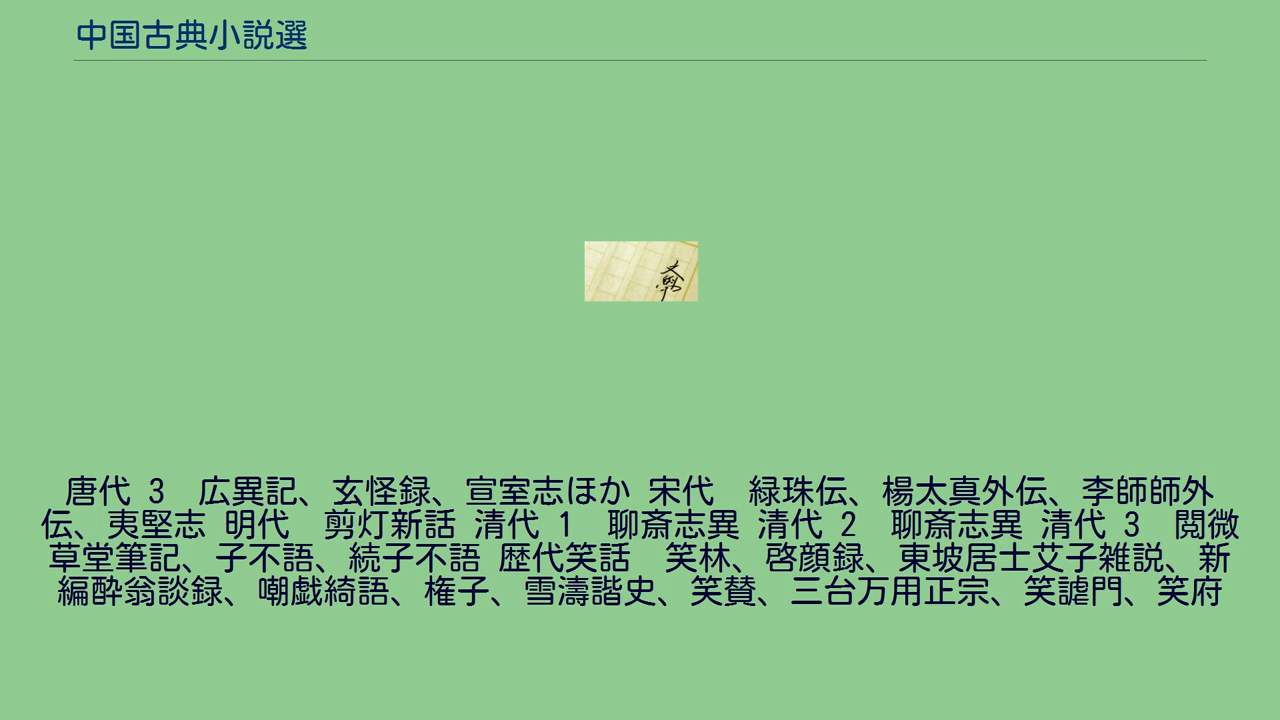 中国古典小説選
唐代 3　広異記、玄怪録、宣室志ほか 宋代　緑珠伝、楊太真外伝、李師師外
伝、夷堅志 明代　剪灯新話 清代 1　聊斎志異 清代 2　聊斎志異 清代 3　閲微
草堂筆記、子不語、続子不語 歴代笑話　笑林、啓顔録、東坡居士艾子雑説、新
編酔翁談録、嘲戯綺語、権子、雪濤諧史、笑賛、三台万用正宗、笑謔門、笑府